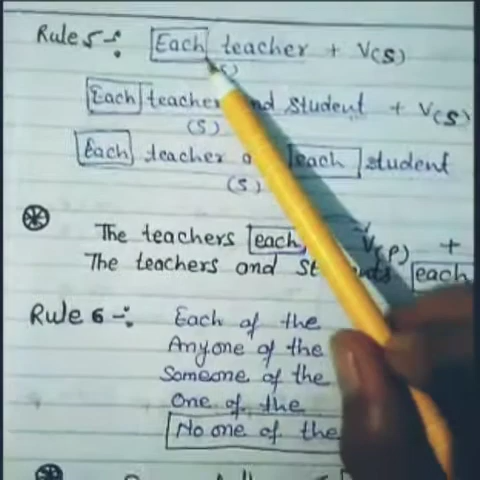 Rule 5 :- Each teacher + V(S)
Each teacher and student + V(S)
(S)
Each teacher each student
(S)
The teachers each V(P) +
The teachers and each
Rule 6 -: Each of the
Anyone of the
Someone of the
One of the
No one of the